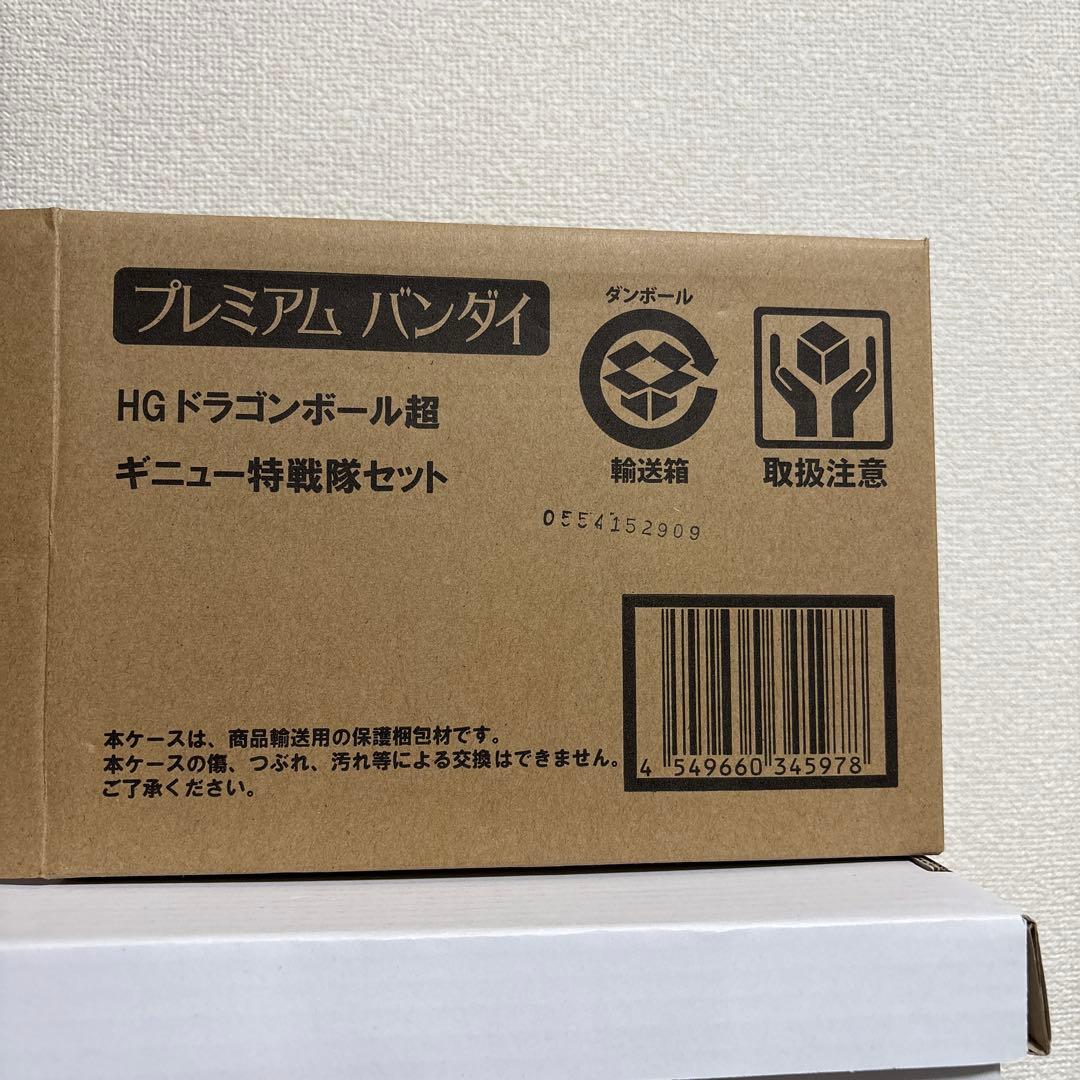 プレミアム バンダイ
HGドラゴンボール超
ギニュー特戦隊セット
ダンボール
輸送箱
取扱注意
0554152909
本ケースは、商品輸送用の保護梱包材です。
本ケースの傷、つぶれ、汚れ等による交換はできません。
ご了承ください。
4 549660 345978